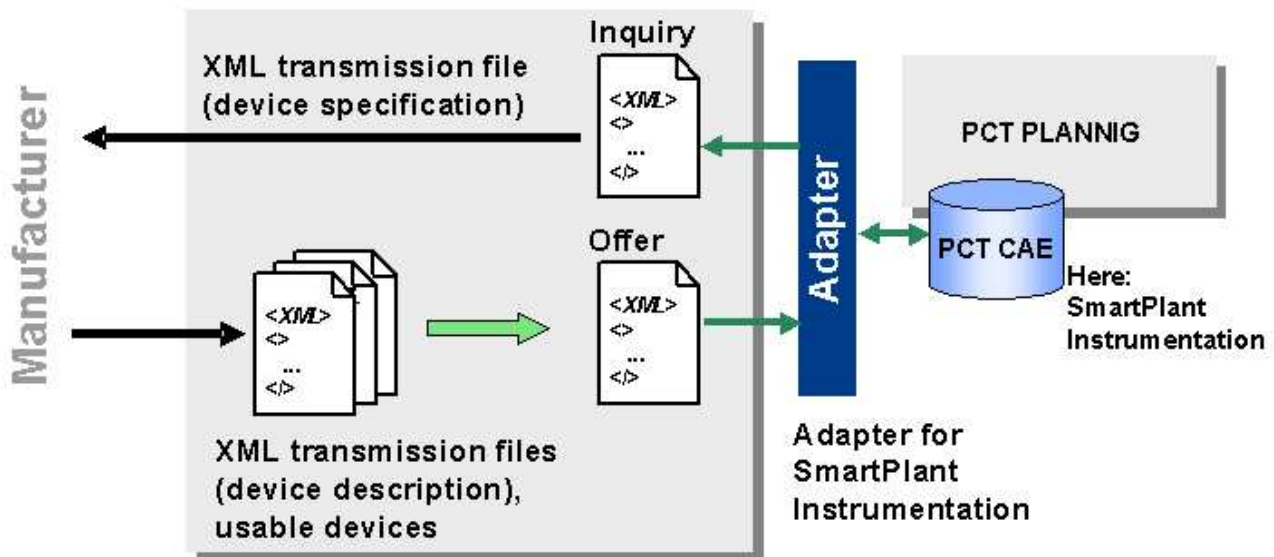 Manufacturer
XML transmission file
(device specification)
Inquiry
<XML>
<>
...
</>
XML transmission files
(device description),
usable devices
<XML>
<>
...
</>
Offer
<XML>
<>
...
</>
Adapter
Adapter for
SmartPlant
Instrumentation
PCT PLANNIG
PCT CAE
Here:
SmartPlant
Instrumentation